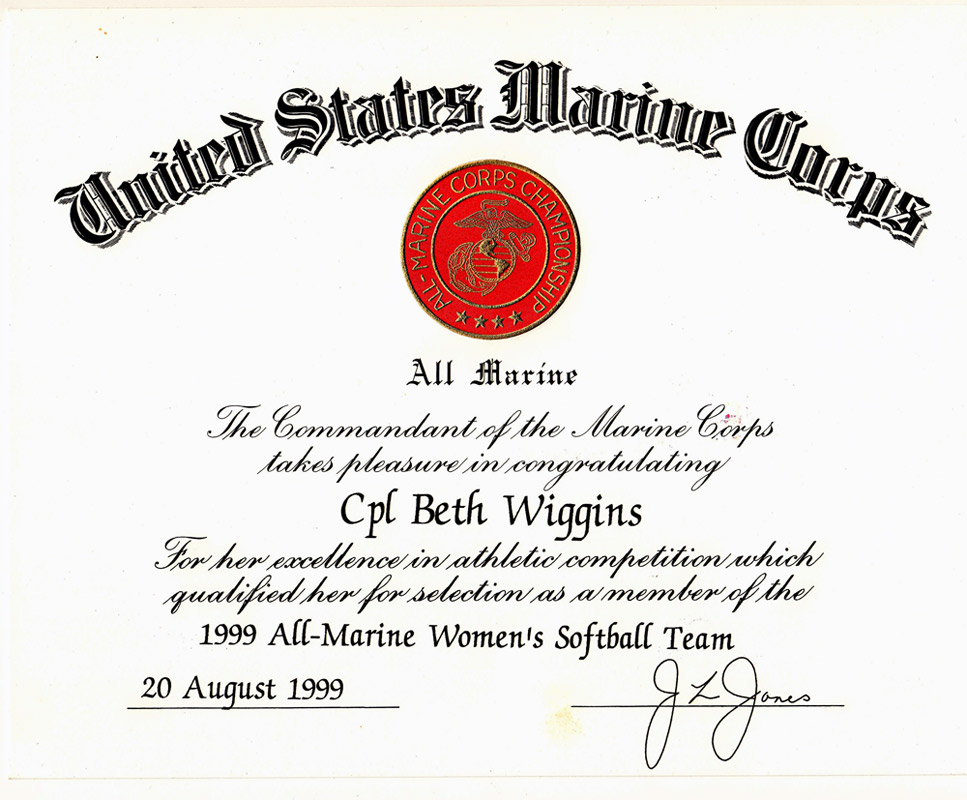 United States Marine Corps
ALL-MARINE CORPS CHAMPIONSHIP
All Marine
The Commandant of the Marine Corps
takes pleasure in congratulating
Cpl Beth Wiggins
For her excellence in athletic competition which
qualified her for selection as a member of the
1999 All-Marine Women's Softball Team
20 August 1999
J L Jones